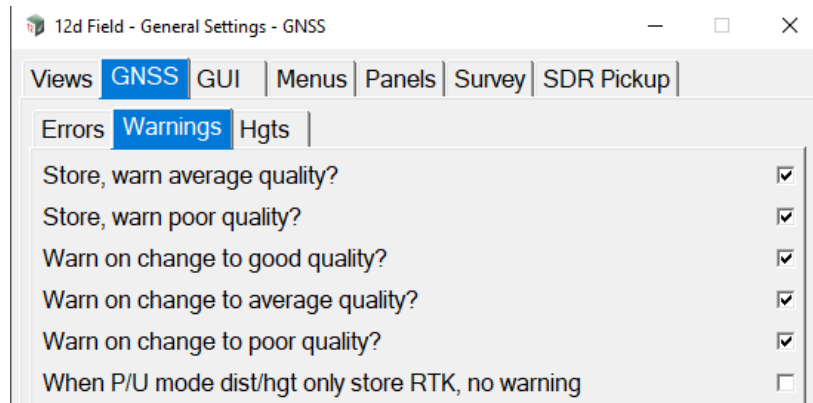 12d Field - General Settings - GNSS
Views GNSS GUI Menus Panels Survey SDR Pickup
Errors Warnings Hgts
Store, warn average quality?
Store, warn poor quality?
Warn on change to good quality?
Warn on change to average quality?
Warn on change to poor quality?
When P/U mode dist/hgt only store RTK, no warning